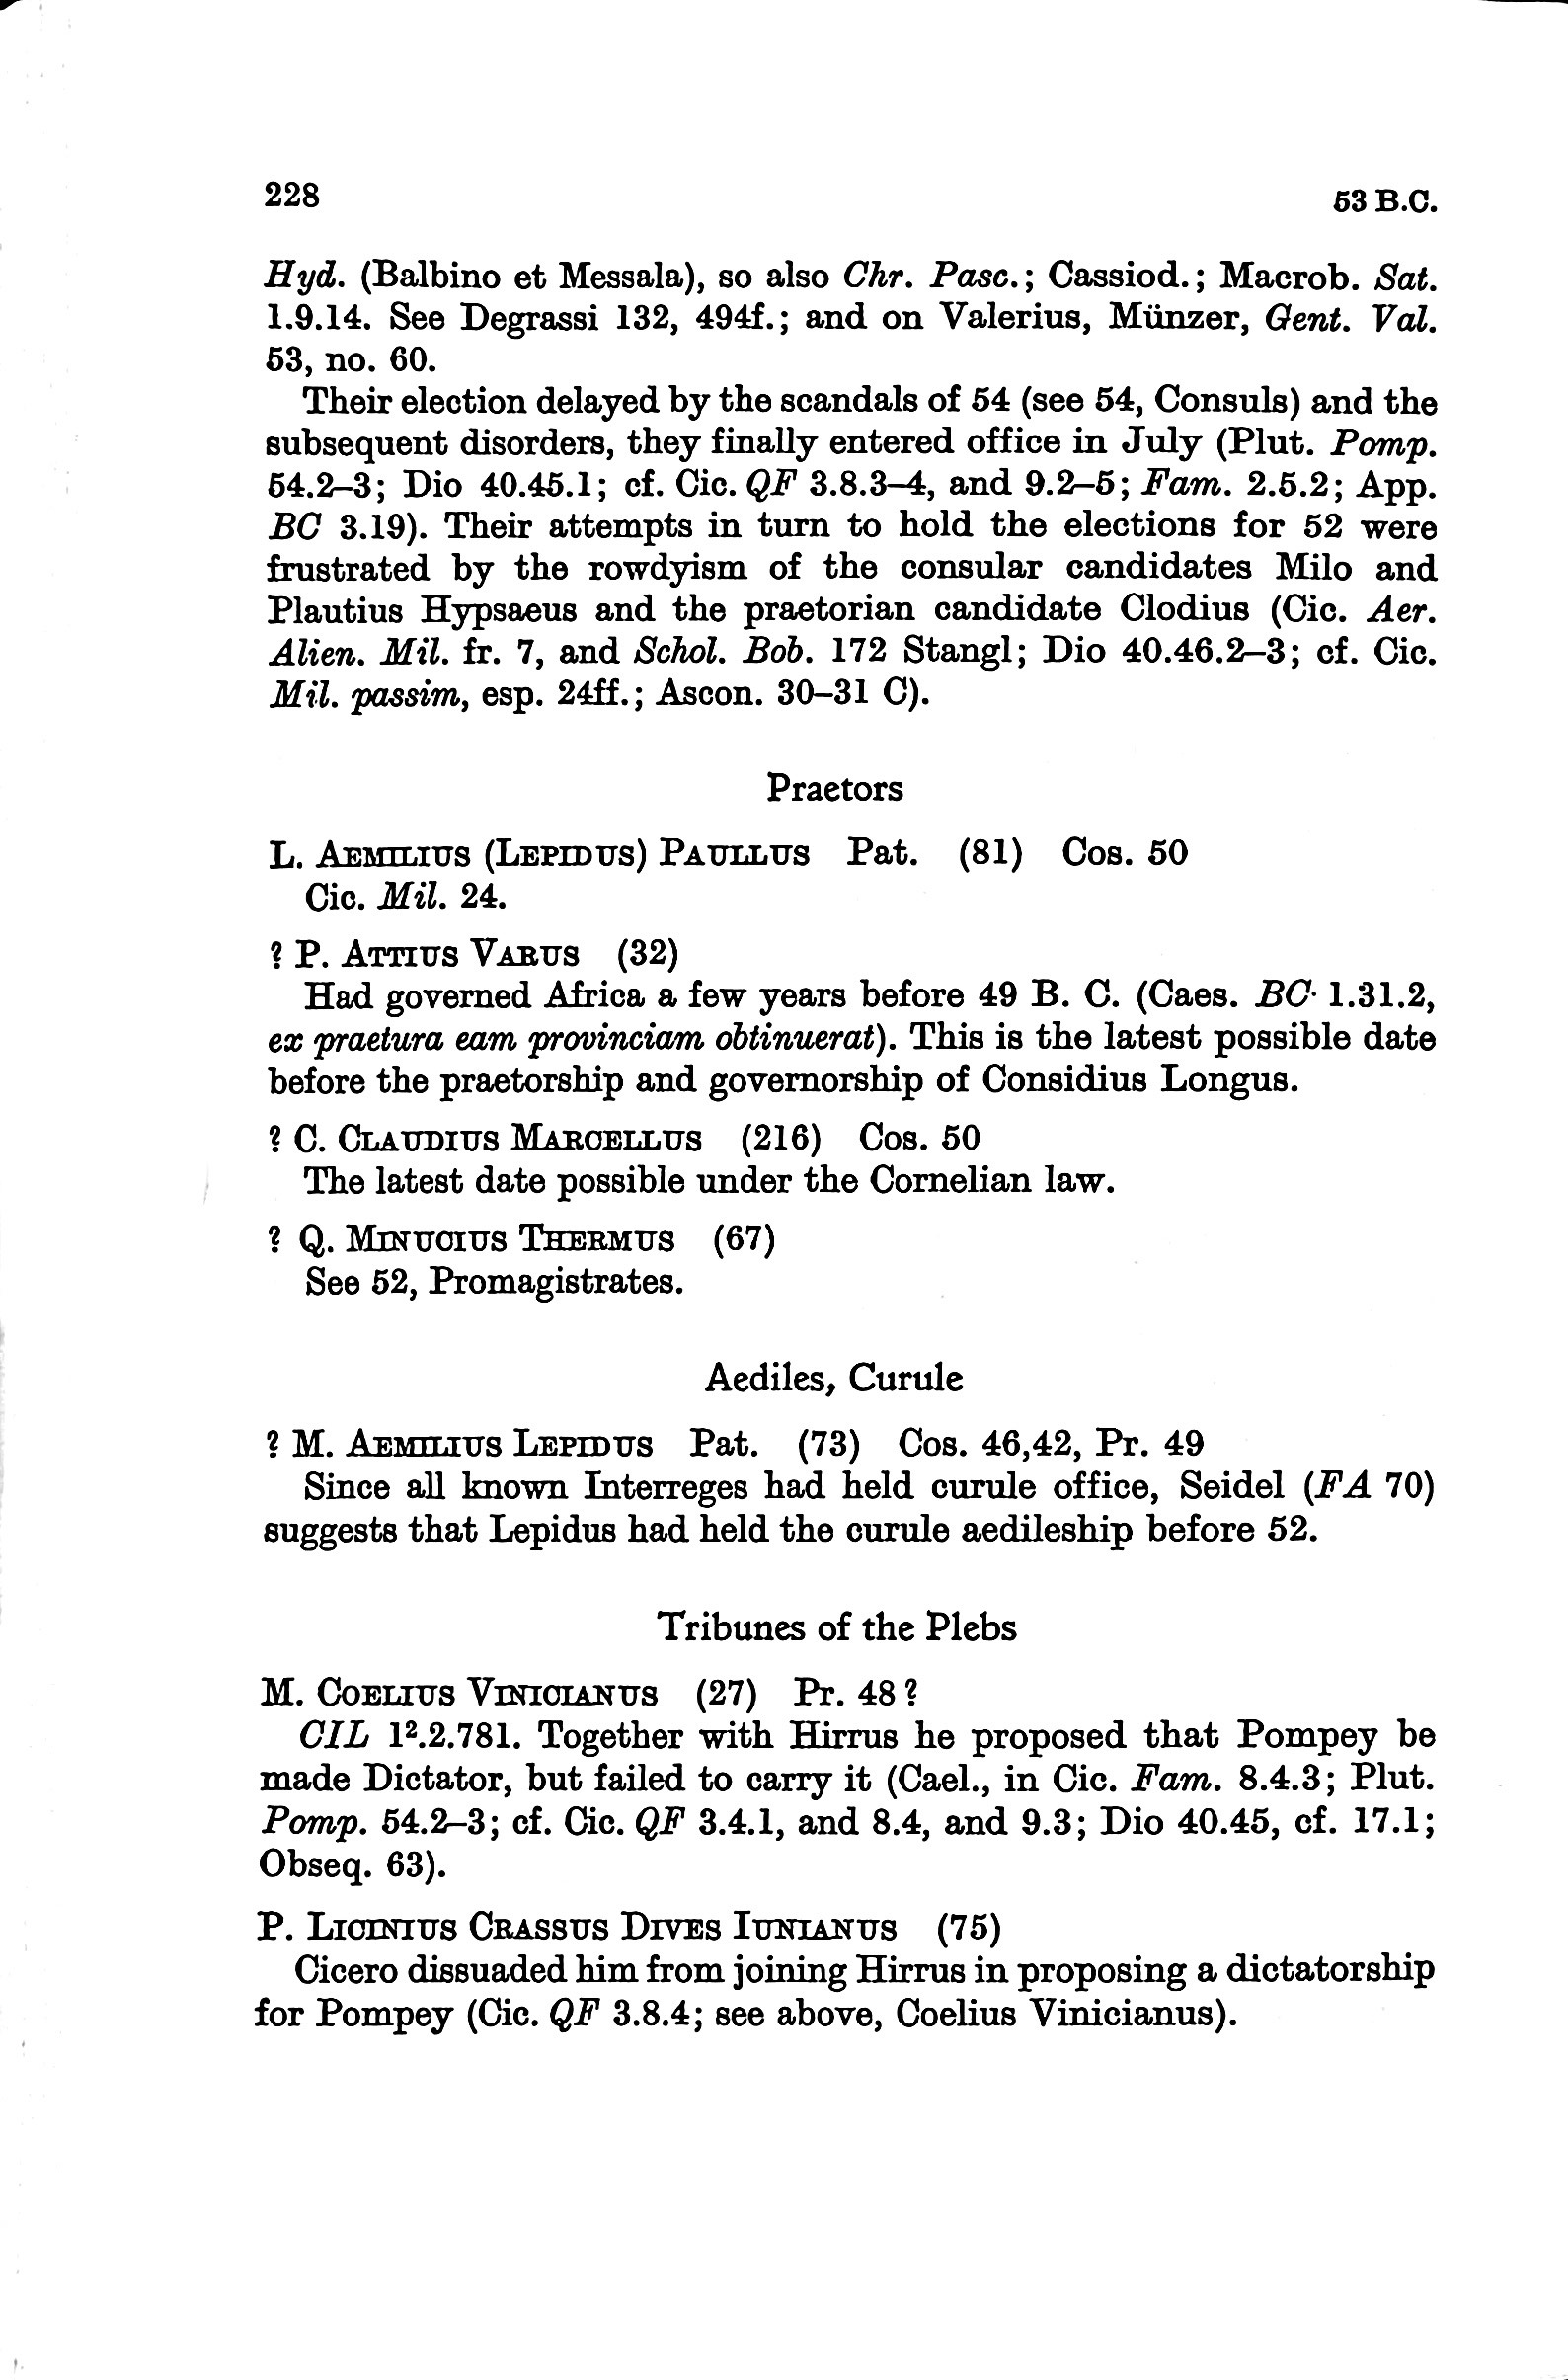 228
53 B.C.
Hyd. (Balbino et Messala), so also Chr. Pasc.; Cassiod.; Macrob. Sat.
1.9.14. See Degrassi 132, 494f.; and on Valerius, Münzer, Gent. Val.
53, no. 60.
Their election delayed by the scandals of 54 (see 54, Consuls) and the
subsequent disorders, they finally entered office in July (Plut. Pomp.
54.2–3; Dio 40.45.1; cf. Cic. QF 3.8.3–4, and 9.2–5; Fam. 2.5.2; App.
BC 3.19). Their attempts in turn to hold the elections for 52 were
frustrated by the rowdyism of the consular candidates Milo and
Plautius Hypsaeus and the praetorian candidate Clodius (Cic. Aer.
Alien. Mil. fr. 7, and Schol. Bob. 172 Stangl; Dio 40.46.2–3; cf. Cic.
Mil. passim, esp. 24ff.; Ascon. 30–31 C).
Praetors
L. AEMILIUS (LEPIDUS) PAULLUS Pat. (81) Cos. 50
Cic. Mil. 24.
? P. ATTIUS VARUS (32)
Had governed Africa a few years before 49 B. C. (Caes. BC 1.31.2,
ex praetura eam provinciam obtinuerat). This is the latest possible date
before the praetorship and governorship of Considius Longus.
? C. CLAUDIUS MARCELLUS (216) Cos. 50
The latest date possible under the Cornelian law.
? Q. MINUCIUS THERMUS (67)
See 52, Promagistrates.
Aediles, Curule
? M. AEMILIUS LEPIDUS Pat. (73) Cos. 46,42, Pr. 49
Since all known Interreges had held curule office, Seidel (FA 70)
suggests that Lepidus had held the curule aedileship before 52.
Tribunes of the Plebs
M. COELIUS VINICIANUS (27) Pr. 48?
CIL 1².2.781. Together with Hirrus he proposed that Pompey be
made Dictator, but failed to carry it (Cael., in Cic. Fam. 8.4.3; Plut.
Pomp. 54.2–3; cf. Cic. QF 3.4.1, and 8.4, and 9.3; Dio 40.45, cf. 17.1;
Obseq. 63).
P. LICINIUS CRASSUS DIVES IUNIANUS (75)
Cicero dissuaded him from joining Hirrus in proposing a dictatorship
for Pompey (Cic. QF 3.8.4; see above, Coelius Vinicianus).